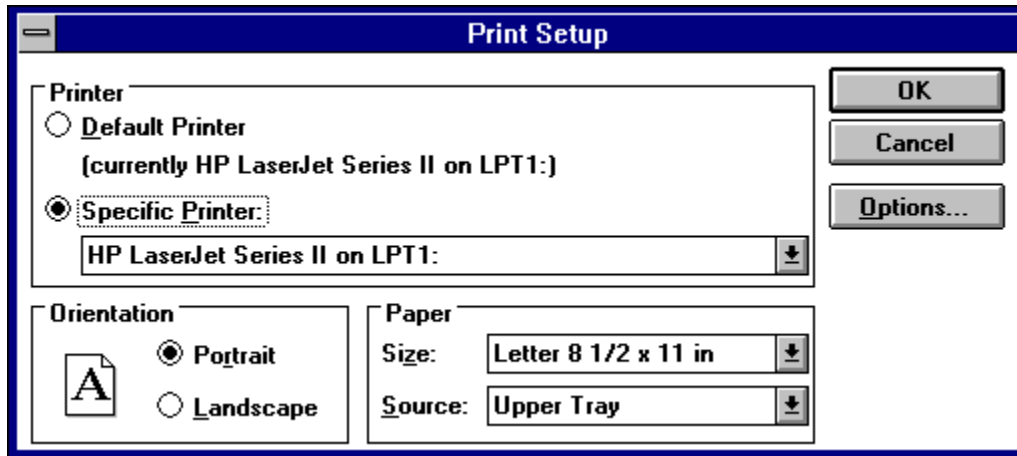 Print Setup
Printer
Default Printer
(currently HP LaserJet Series II on LPT1:)
Specific Printer:
HP LaserJet Series II on LPT1:
OK
Cancel
Options...
Orientation
A
Portrait
Landscape
Paper
Size: Letter 8 1/2 x 11 in
Source: Upper Tray